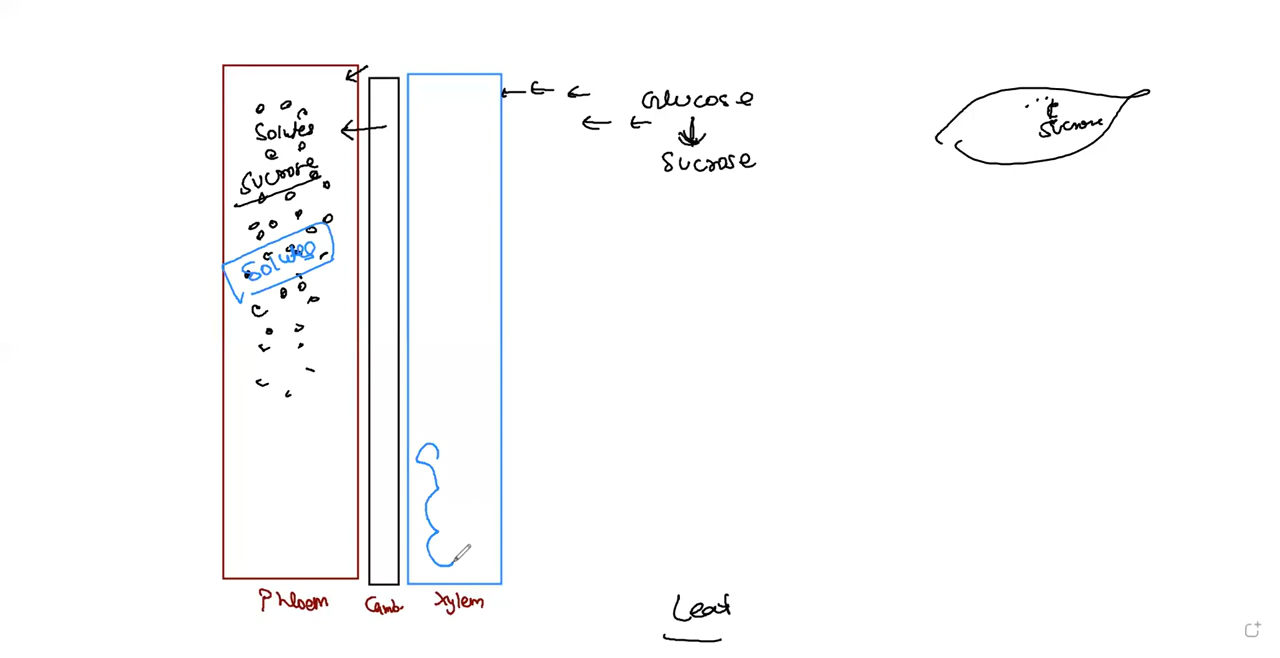 Glucose
Sucrose
Sucrose
Solutes
Sucrose
Solutes
Phloem
Camb.
Xylem
Leaf